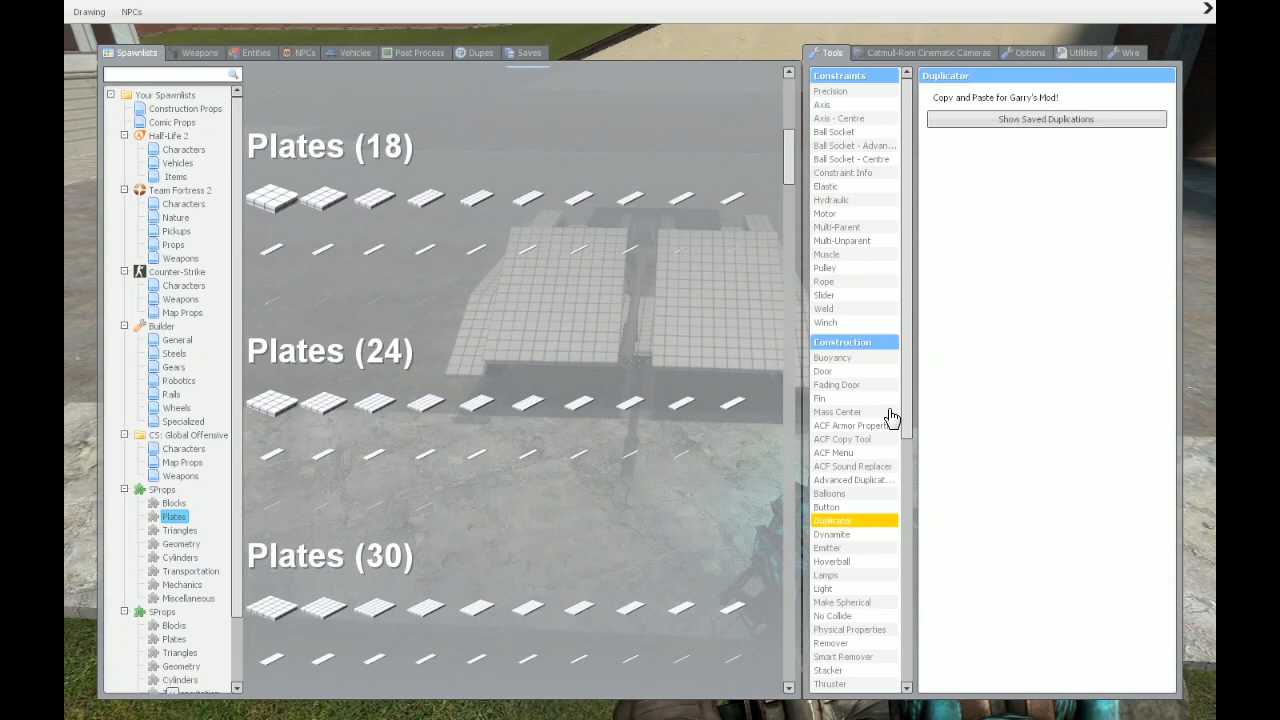 Drawing NPCs
Spawnlists Weapons Entities NPCs Vehicles Post Process Dupes Saves
Your Spawnlists
Construction Props
Comic Props
Half-Life 2
Characters
Vehicles
Items
Team Fortress 2
Characters
Nature
Pickups
Props
Weapons
Counter-Strike
Characters
Weapons
Map Props
Builder
General
Steels
Gears
Robotics
Rails
Wheels
Specialized
CS: Global Offensive
Characters
Map Props
Weapons
SProps
Blocks
Plates
Triangles
Geometry
Cylinders
Transportation
Mechanics
Miscellaneous
SProps
Blocks
Plates
Triangles
Geometry
Cylinders
Plates (18)
Plates (24)
Plates (30)
Tools Catmull-Rom Cinematic Cameras Options Utilities Wire
Constraints
Precision
Axis
Axis - Centre
Ball Socket
Ball Socket - Advan...
Ball Socket - Centre
Constraint Info
Elastic
Hydraulic
Motor
Multi-Parent
Multi-Unparent
Muscle
Pulley
Rope
Slider
Weld
Winch
Construction
Buoyancy
Door
Fading Door
Fin
Mass Center
ACF Armor Propert
ACF Copy Tool
ACF Menu
ACF Sound Replacer
Advanced Duplicat...
Balloons
Button
Duplicator
Dynamite
Emitter
Hoverball
Lamps
Light
Make Spherical
No Collide
Physical Properties
Remover
Smart Remover
Stacker
Thruster
Duplicator
Copy and Paste for Garry's Mod!
Show Saved Duplications